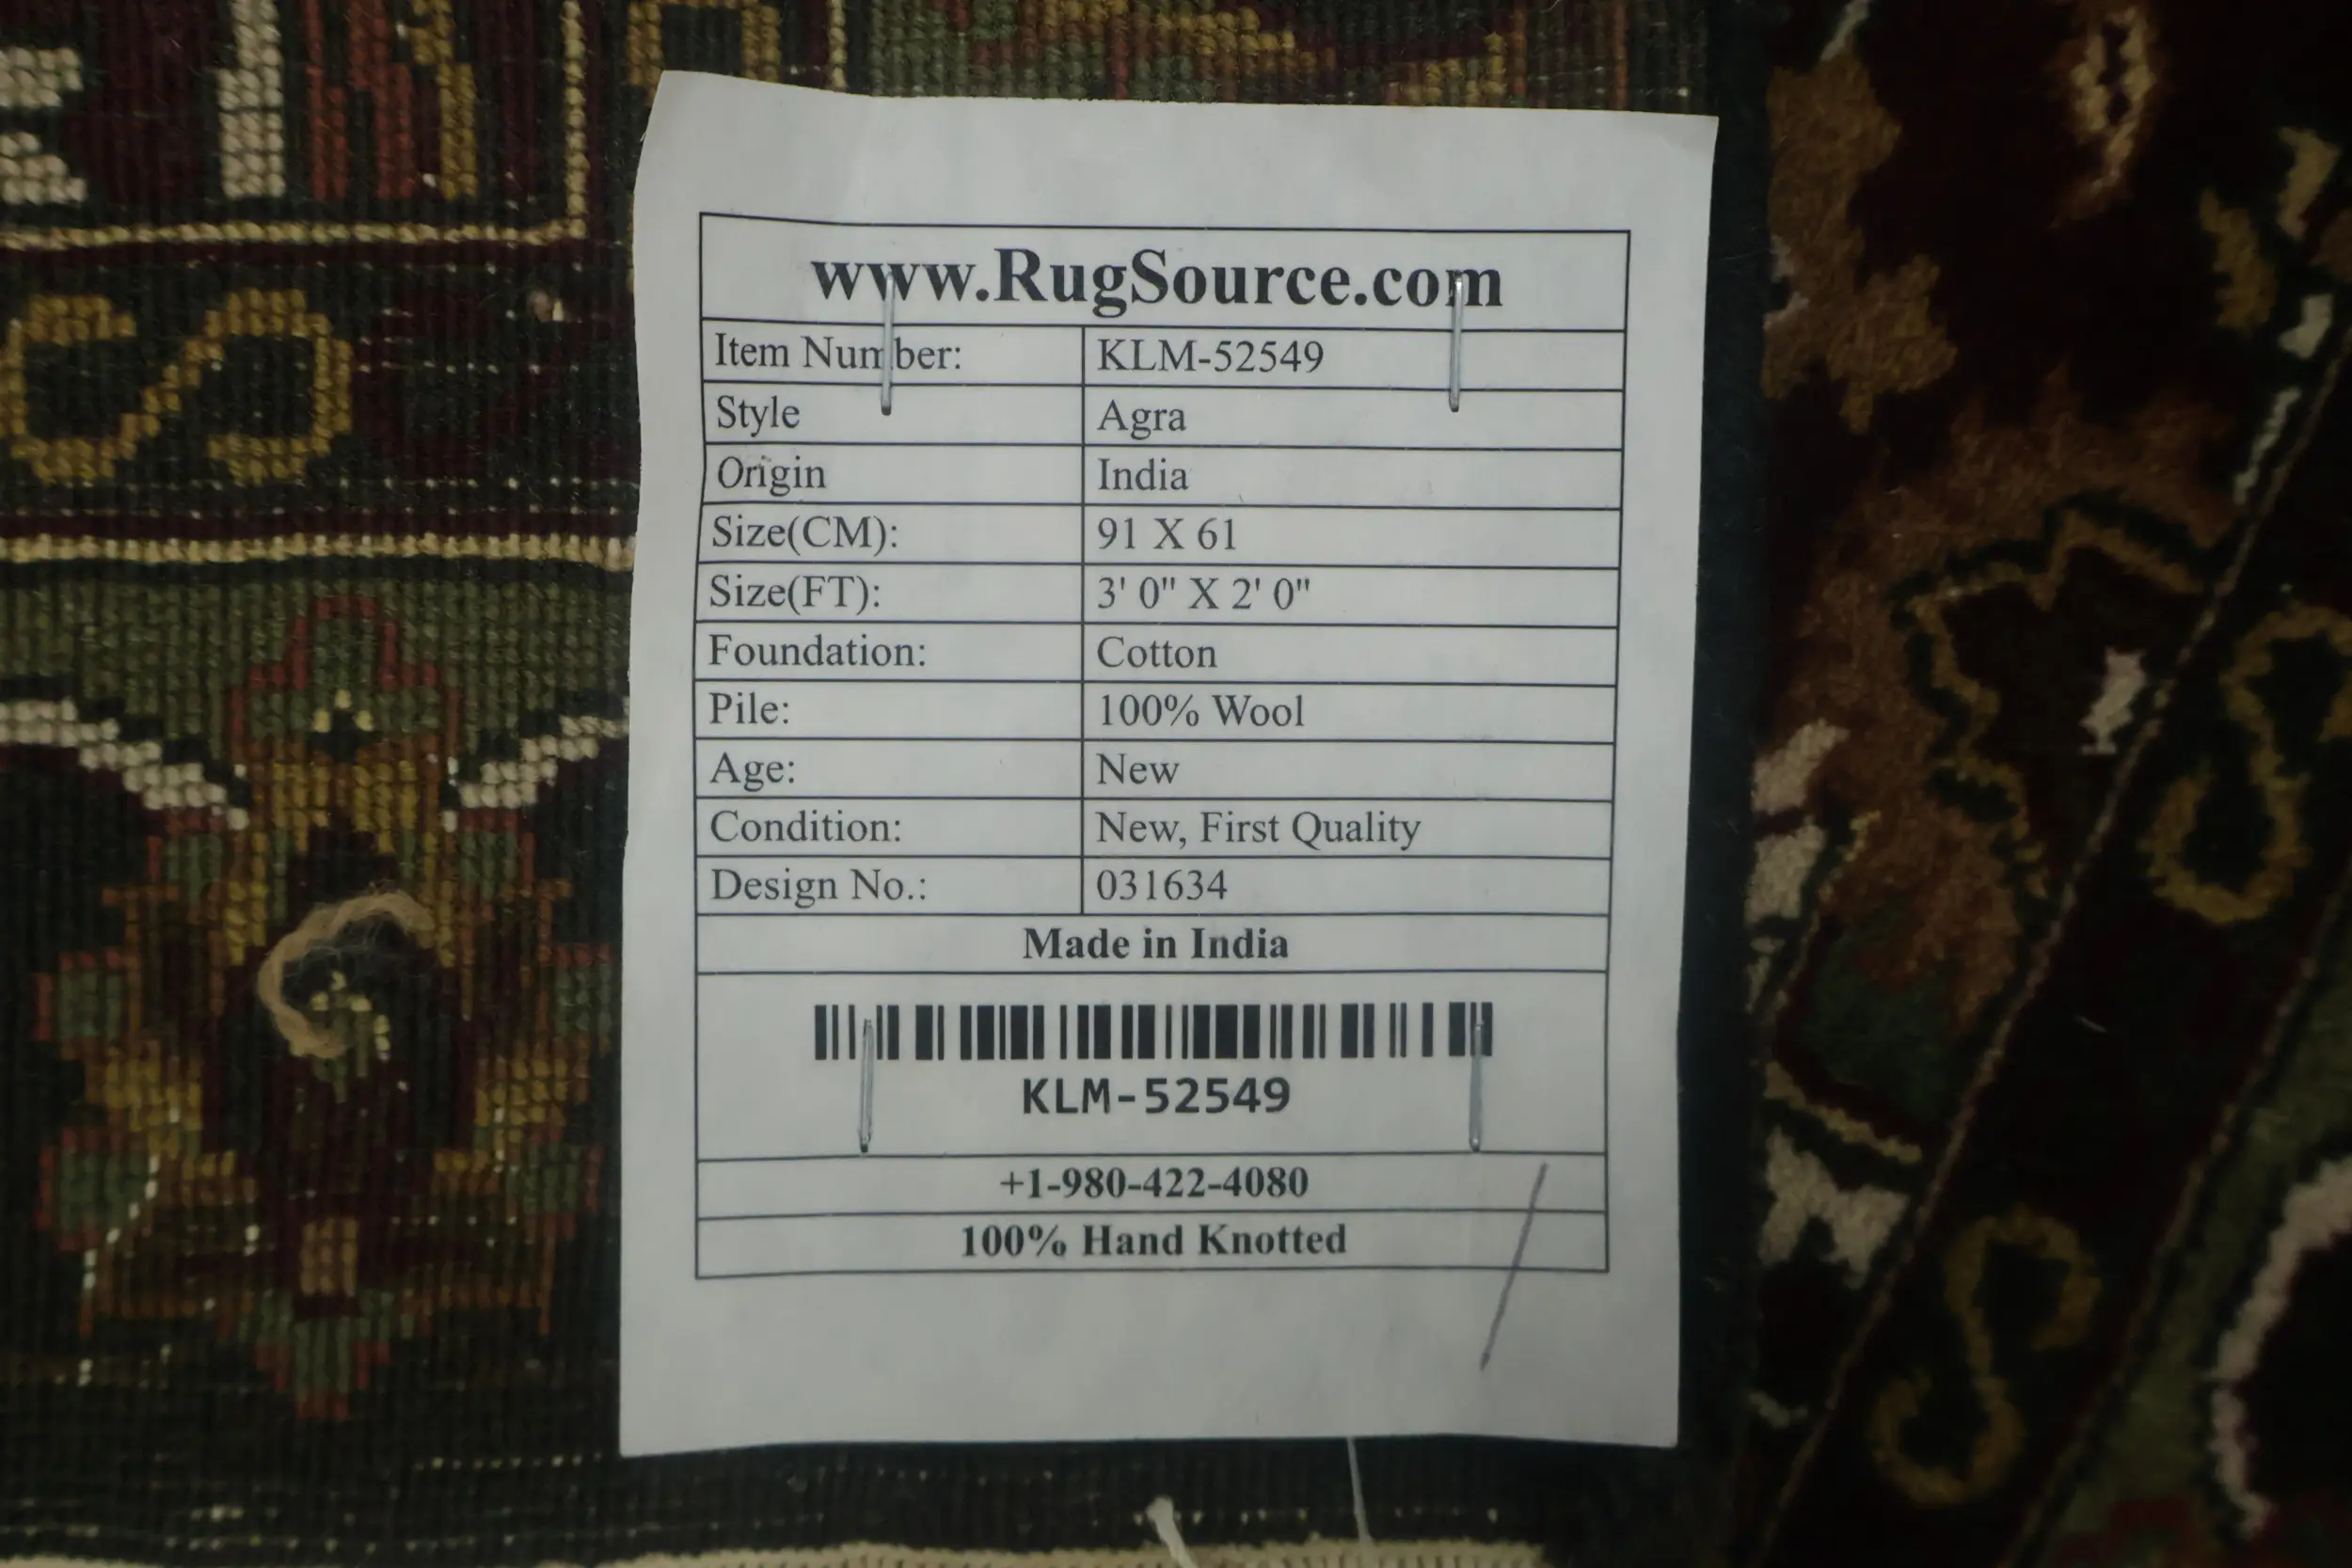 www.RugSource.com
Item Number: KLM-52549
Style Agra
Origin India
Size(CM): 91 X 61
Size(FT): 3' 0" X 2' 0"
Foundation: Cotton
Pile: 100% Wool
Age: New
Condition: New, First Quality
Design No.: 031634
Made in India
KLM-52549
+1-980-422-4080
100% Hand Knotted